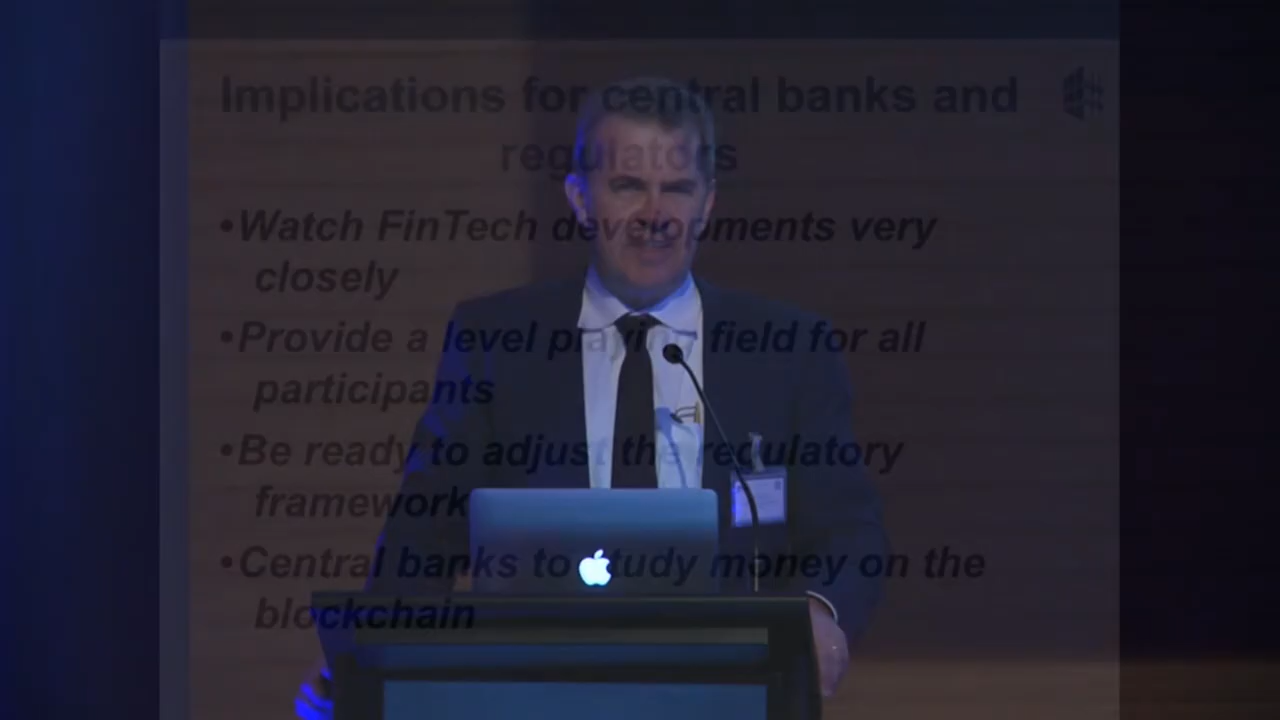 Implications for central banks and
regulators
•Watch FinTech developments very
closely
•Provide a level playing field for all
participants
•Be ready to adjust the regulatory
framework
•Central banks to study money on the
blockchain